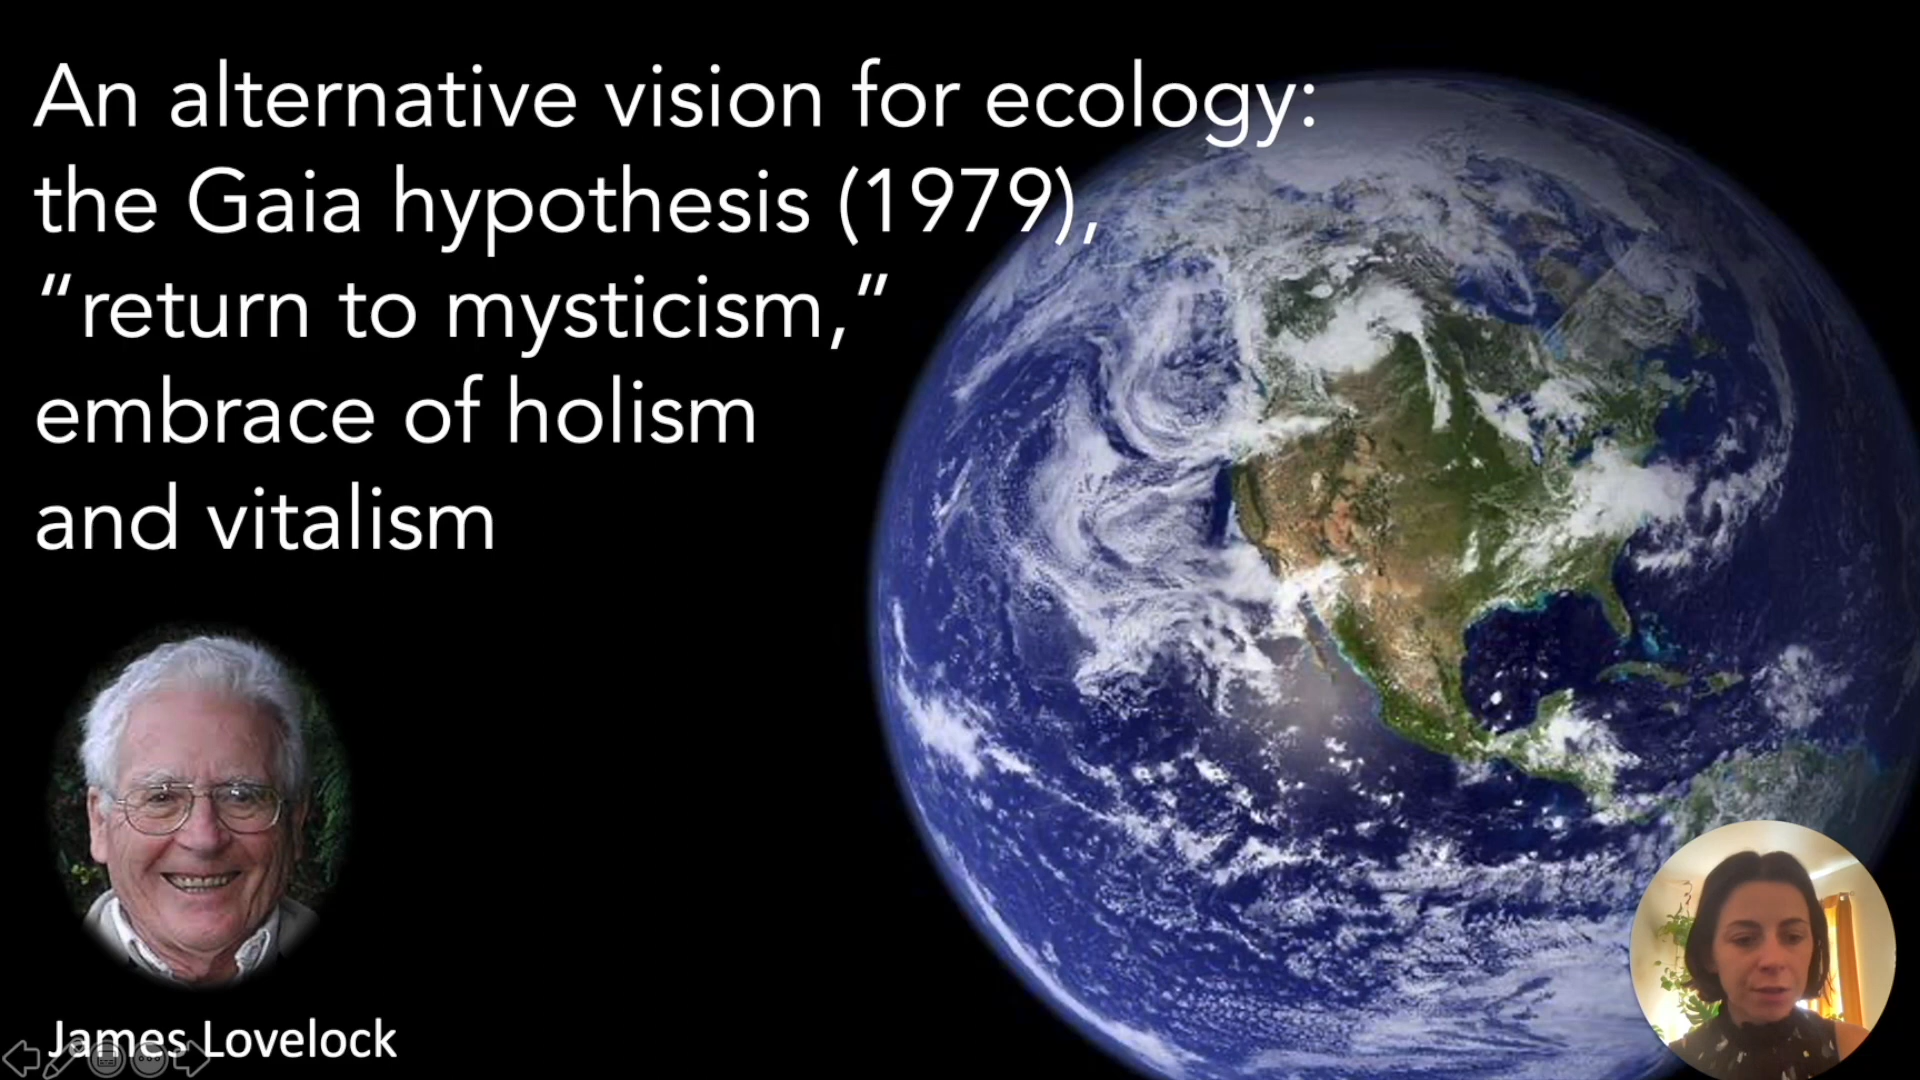 An alternative vision for ecology:
the Gaia hypothesis (1979),
“return to mysticism,”
embrace of holism
and vitalism
James Lovelock